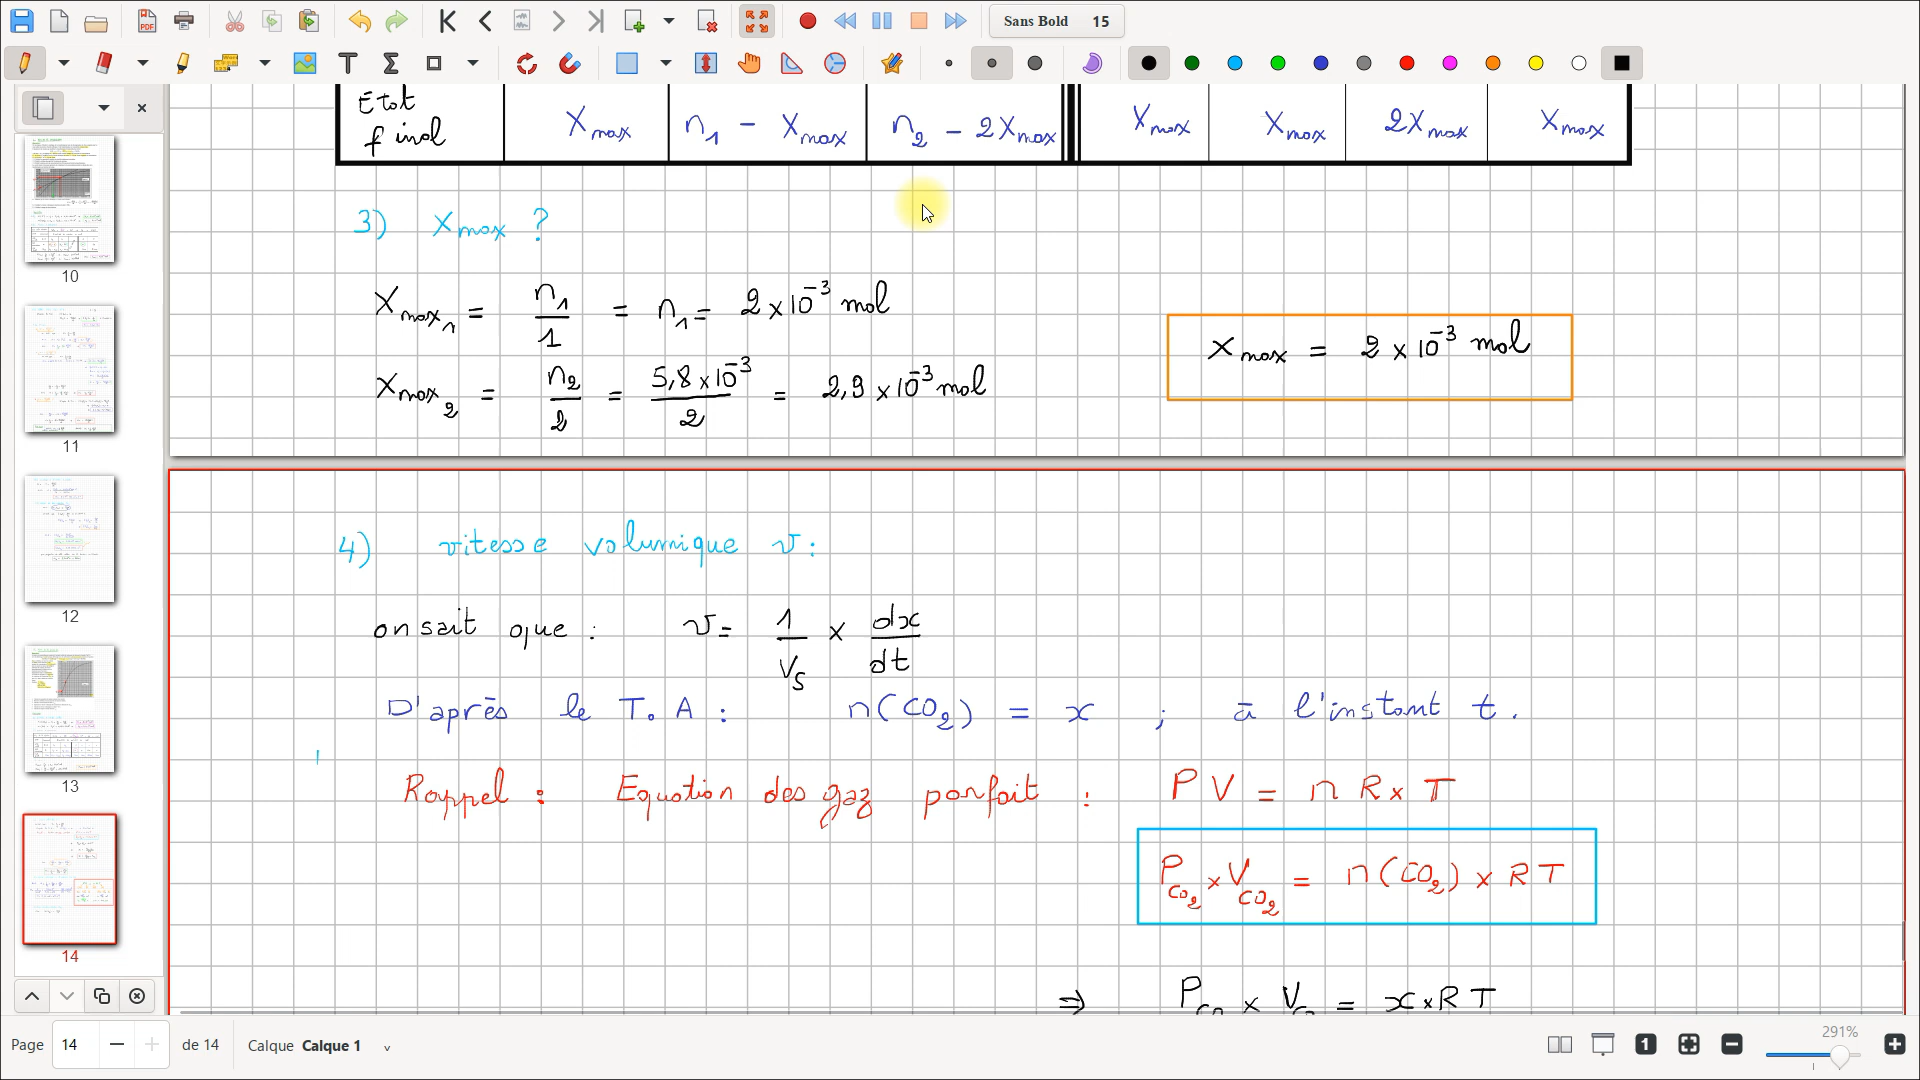 Sans Bold 15
Etat final Xmax n1 - Xmax n2 - 2Xmax Xmax Xmax 2Xmax Xmax
3) Xmax ?
Xmax1 = n1/1 = n1 = 2 x 10^-3 mol
Xmax = 2 x 10^-3 mol
Xmax2 = n2/2 = 5,8 x 10^-3/2 = 2,9 x 10^-3 mol
4) vitesse volumique v :
on sait que : v = 1/Vs x dx/dt
D'après le T.A : n(CO2) = x ; à l'instant t.
Rappel : Equation des gaz parfait : PV = n R x T
PCO2 x VCO2 = n(CO2) x RT
⇒ PCO x VC = x x R T
10
11
12
13
14
Page 14 de 14 Calque Calque 1
291%